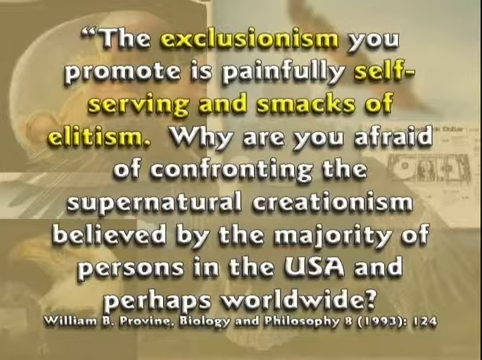 “The exclusionism you
promote is painfully self-
serving and smacks of
elitism. Why are you afraid
of confronting the
supernatural creationism
believed by the majority of
persons in the USA and
perhaps worldwide?
William B. Provine, Biology and Philosophy 8 (1993): 124